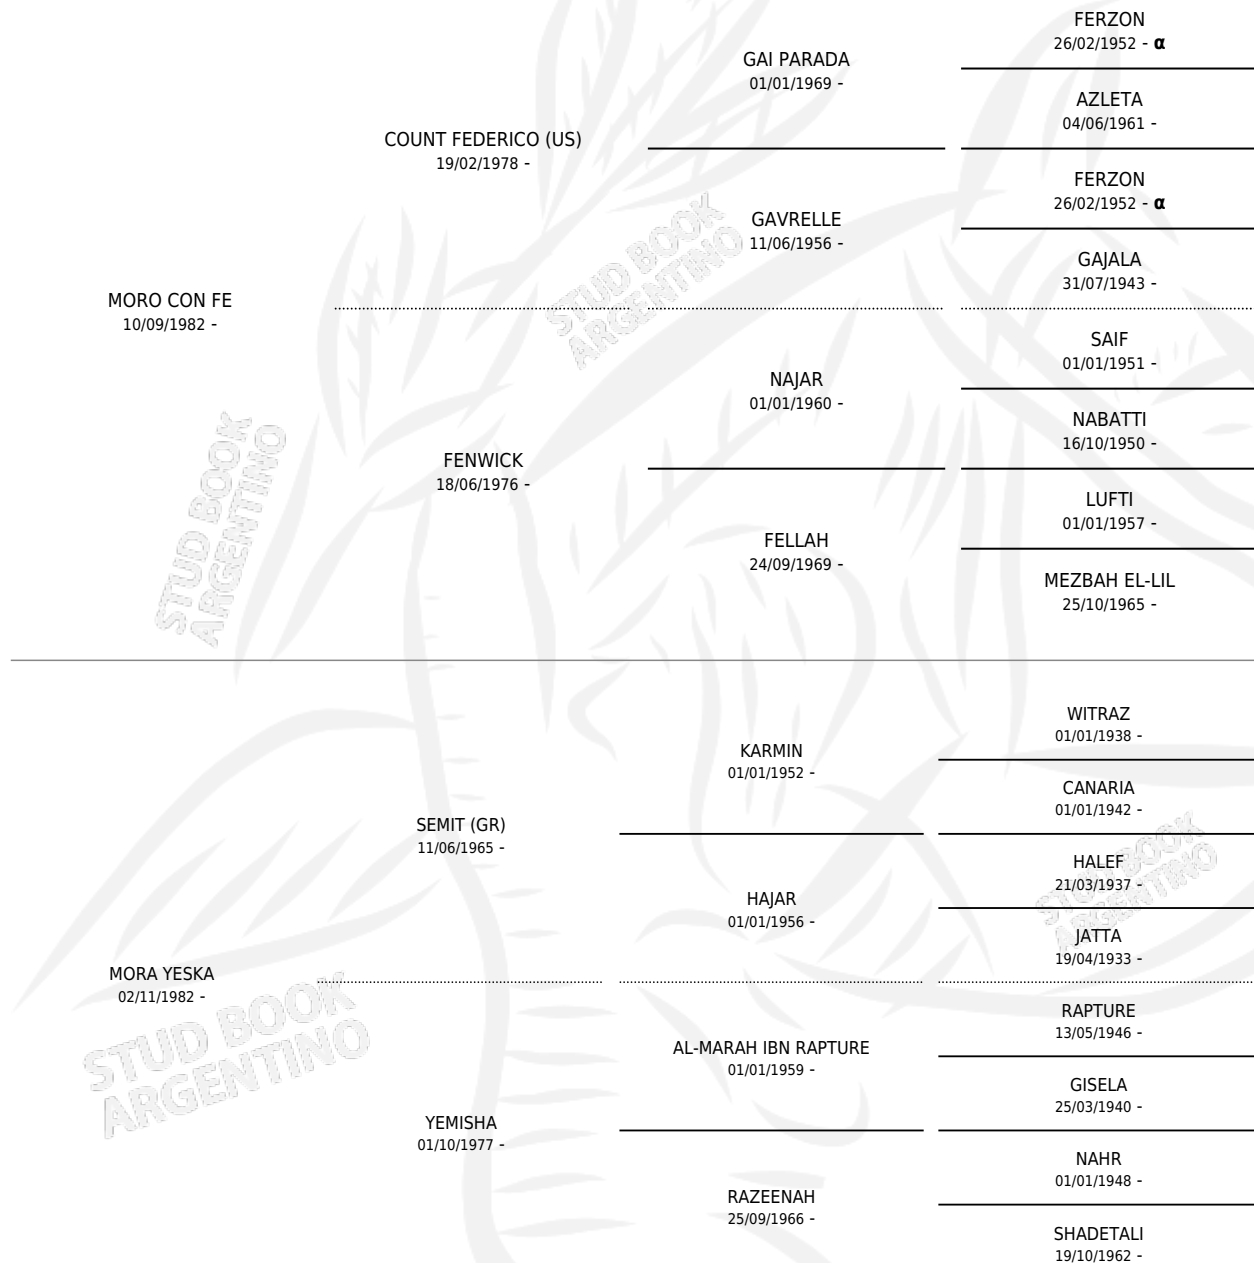 FERZON
26/02/1952 - α
GAI PARADA
01/01/1969 -
AZLETA
04/06/1961 -
COUNT FEDERICO (US)
19/02/1978 -
FERZON
26/02/1952 - α
GAVRELLE
11/06/1956 -
GAJALA
31/07/1943 -
MORO CON FE
10/09/1982 -
SAIF
01/01/1951 -
NAJAR
01/01/1960 -
NABATTI
16/10/1950 -
FENWICK
18/06/1976 -
LUFTI
01/01/1957 -
FELLAH
24/09/1969 -
MEZBAH EL-LIL
25/10/1965 -
STUD BOOK
ARGENTINO
STUD BOOK
ARGENTINO
WITRAZ
01/01/1938 -
KARMIN
01/01/1952 -
CANARIA
01/01/1942 -
SEMIT (GR)
11/06/1965 -
HALEF
21/03/1937 -
HAJAR
01/01/1956 -
JATTA
19/04/1933 -
MORA YESKA
02/11/1982 -
RAPTURE
13/05/1946 -
AL-MARAH IBN RAPTURE
01/01/1959 -
GISELA
25/03/1940 -
YEMISHA
01/10/1977 -
NAHR
01/01/1948 -
RAZEENAH
25/09/1966 -
SHADETALI
19/10/1962 -
STUD BOOK
ARGENTINO
STUD BOOK
ARGENTINO